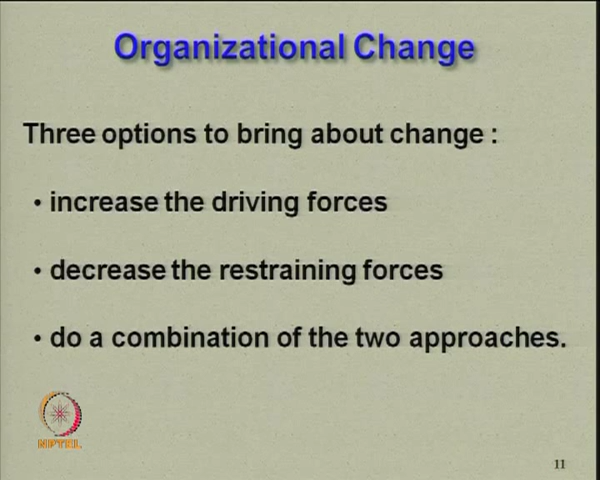 Organizational Change
Three options to bring about change :
• increase the driving forces
• decrease the restraining forces
• do a combination of the two approaches.
NPTEL
11